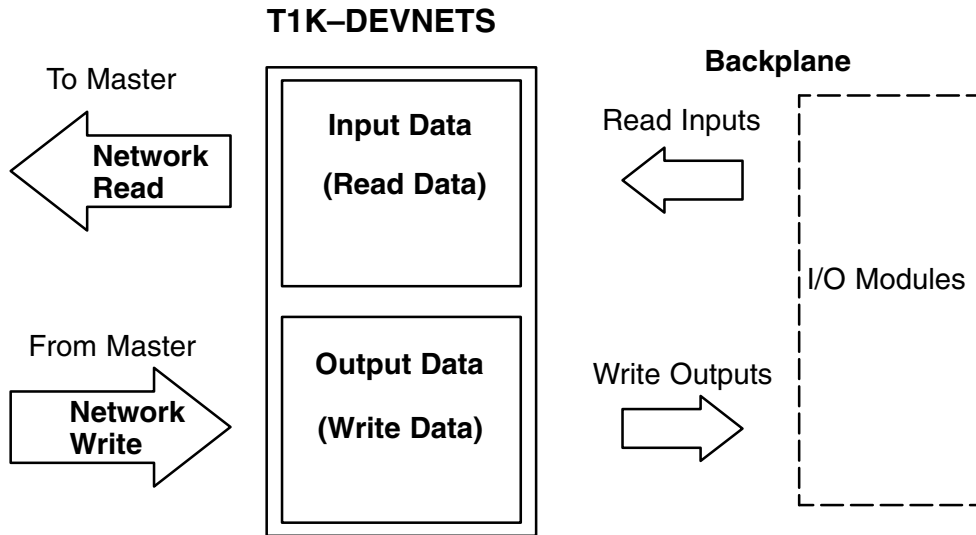 T1K–DEVNETS
Backplane
To Master
Network
Read
Input Data
(Read Data)
Read Inputs
I/O Modules
From Master
Network
Write
Output Data
(Write Data)
Write Outputs